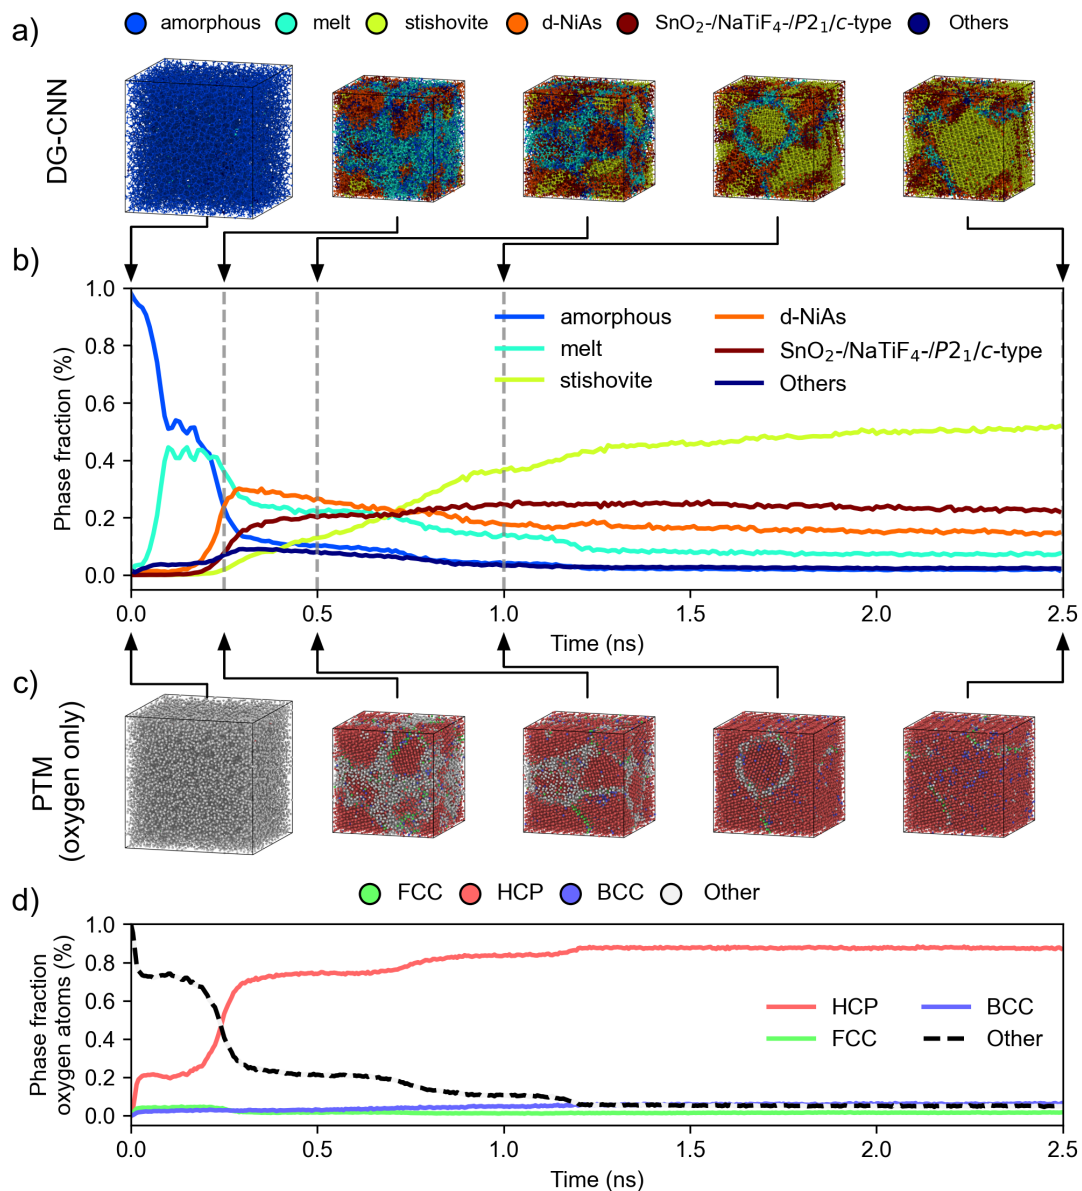 a)
amorphous melt stishovite d-NiAs SnO₂-/NaTiF₄-/P2₁/c-type Others
DG-CNN
b)
Phase fraction (%)
1.0
0.8
0.6
0.4
0.2
0.0
amorphous
melt
stishovite
d-NiAs
SnO₂-/NaTiF₄-/P2₁/c-type
Others
0.0 0.5 1.0 1.5 2.0 2.5
Time (ns)
c)
PTM
(oxygen only)
FCC HCP BCC Other
d)
Phase fraction
oxygen atoms (%)
1.0
0.8
0.6
0.4
0.2
0.0
HCP
FCC
BCC
Other
0.0 0.5 1.0 1.5 2.0 2.5
Time (ns)